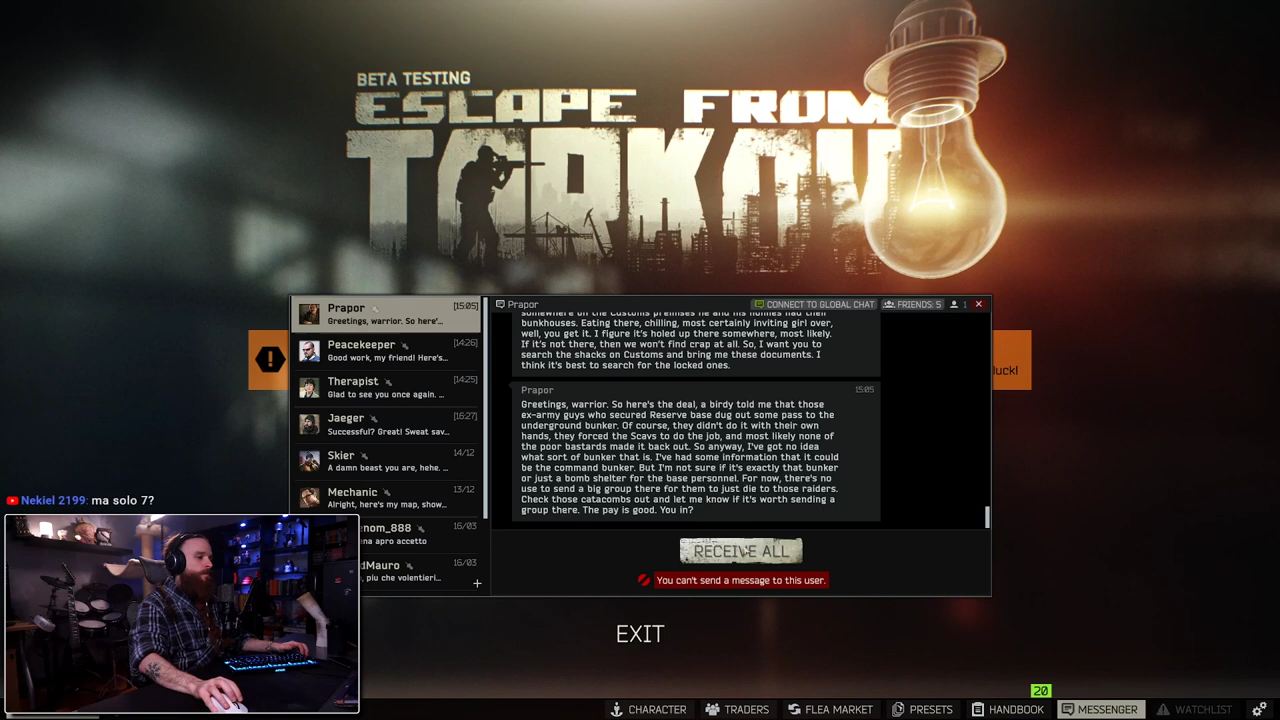 BETA TESTING
ESCAPE FROM
TARKOV
Prapor
[15:05]
Greetings, warrior. So here'...
Peacekeeper
[14:26]
Good work, my friend! Here's...
Therapist
[14:25]
Glad to see you once again. ...
Jaeger
[16:27]
Successful? Great! Sweat sav...
Skier
14/12
A damn beast you are, hehe. ...
Mechanic
13/12
Alright, here's my map, show...
enom_888
16/03
ena apro accetto
dMauro
16/03
, piu che volentieri...
+
Prapor
CONNECT TO GLOBAL CHAT
FRIENDS: 5
1
somewhere on the Customs premises he and his homies had their
bunkhouses. Eating there, chilling, most certainly inviting girl over,
well, you get it. I figure it's holed up there somewhere, most likely.
If it's not there, then we won't find crap at all. So, I want you to
search the shacks on Customs and bring me these documents. I
think it's best to search for the locked ones.
Prapor
15:05
Greetings, warrior. So here's the deal, a birdy told me that those
ex-army guys who secured Reserve base dug out some pass to the
underground bunker. Of course, they didn't do it with their own
hands, they forced the Scavs to do the job, and most likely none of
the poor bastards made it back out. So anyway, I've got no idea
what sort of bunker that is. I've had some information that it could
be the command bunker. But I'm not sure if it's exactly that bunker
or just a bomb shelter for the base personnel. For now, there's no
use to send a big group there for them to just die to those raiders.
Check those catacombs out and let me know if it's worth sending a
group there. The pay is good. You in?
RECEIVE ALL
You can't send a message to this user.
luck!
Nekiel 2199: ma solo 7?
EXIT
20
CHARACTER
TRADERS
FLEA MARKET
PRESETS
HANDBOOK
MESSENGER
WATCHLIST